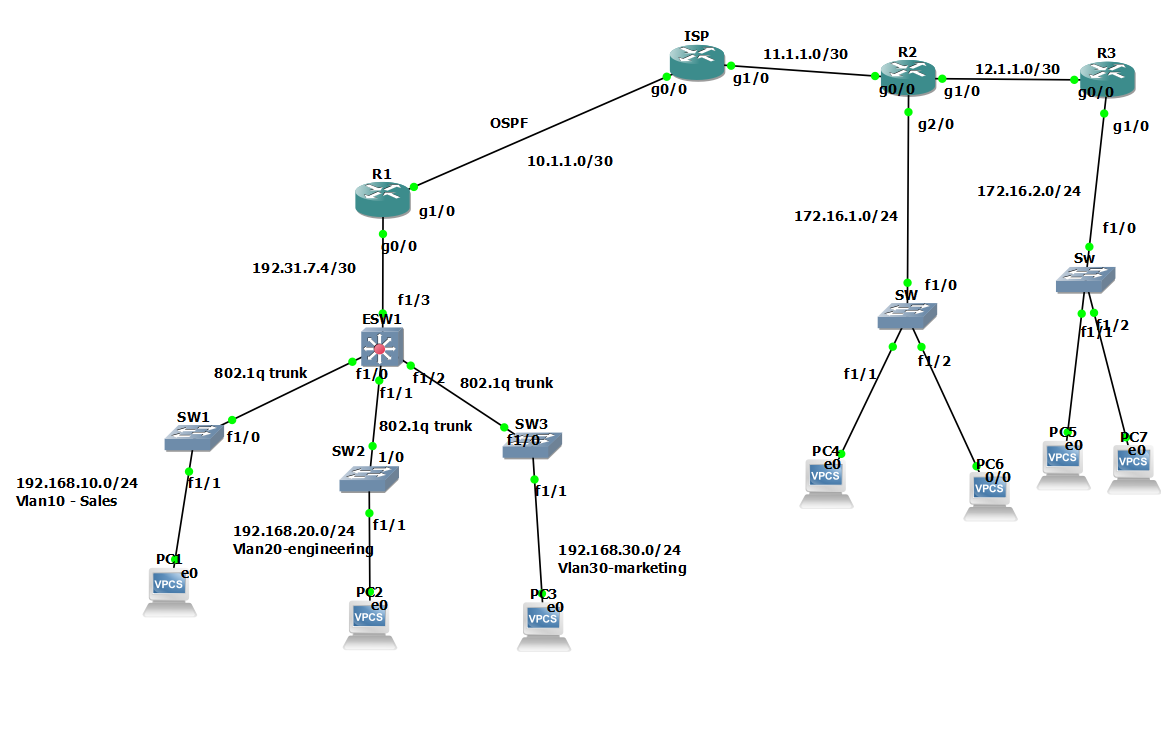 ISP
11.1.1.0/30
R2
12.1.1.0/30
R3
g0/0
g1/0
g0/0
g1/0
g0/0
g2/0
g1/0
OSPF
10.1.1.0/30
R1
g1/0
g0/0
192.31.7.4/30
f1/3
ESW1
172.16.1.0/24
172.16.2.0/24
f1/0
Sw
f1/0
SW
f1/1
f1/2
f1/1
f1/2
802.1q trunk
f1/0
f1/1
f1/2
802.1q trunk
802.1q trunk
SW1
f1/0
f1/1
SW2
1/0
f1/1
SW3
f1/0
f1/1
192.168.10.0/24
Vlan10 - Sales
192.168.20.0/24
Vlan20-engineering
192.168.30.0/24
Vlan30-marketing
PC1
e0
VPCS
PC2
e0
VPCS
PC3
e0
VPCS
PC4
e0
VPCS
PC6
0/0
VPCS
PC5
e0
VPCS
PC7
e0
VPCS